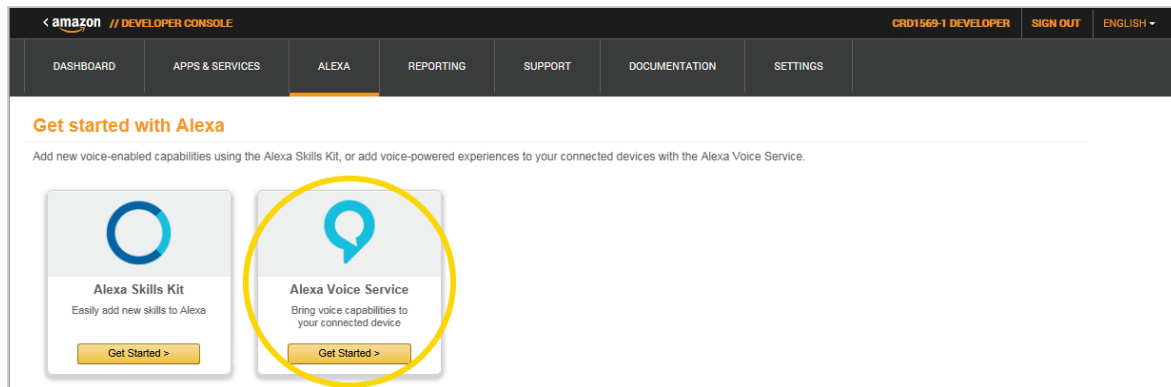 < amazon // DEVELOPER CONSOLE CRD1569-1 DEVELOPER SIGN OUT ENGLISH
DASHBOARD APPS & SERVICES ALEXA REPORTING SUPPORT DOCUMENTATION SETTINGS
Get started with Alexa
Add new voice-enabled capabilities using the Alexa Skills Kit, or add voice-powered experiences to your connected devices with the Alexa Voice Service.
Alexa Skills Kit
Easily add new skills to Alexa
Get Started >
Alexa Voice Service
Bring voice capabilities to
your connected device
Get Started >